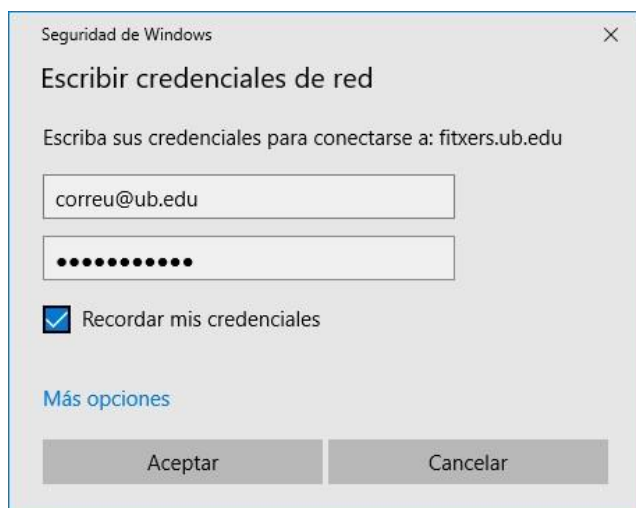 Seguridad de Windows
Escribir credenciales de red
Escriba sus credenciales para conectarse a: fitxers.ub.edu
correu@ub.edu
●●●●●●●●●●●
Recordar mis credenciales
Más opciones
Aceptar
Cancelar